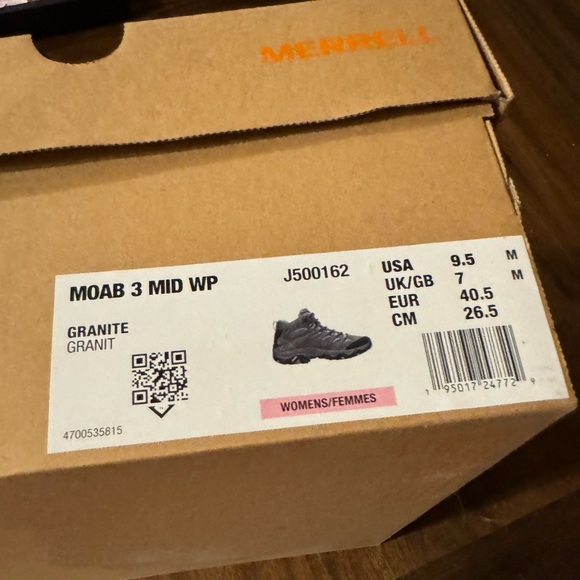 MERRELL
MOAB 3 MID WP
J500162
GRANITE
GRANIT
4700535815
WOMENS/FEMMES
USA 9.5 M
UK/GB 7 M
EUR 40.5
CM 26.5
1 95017 24772 9